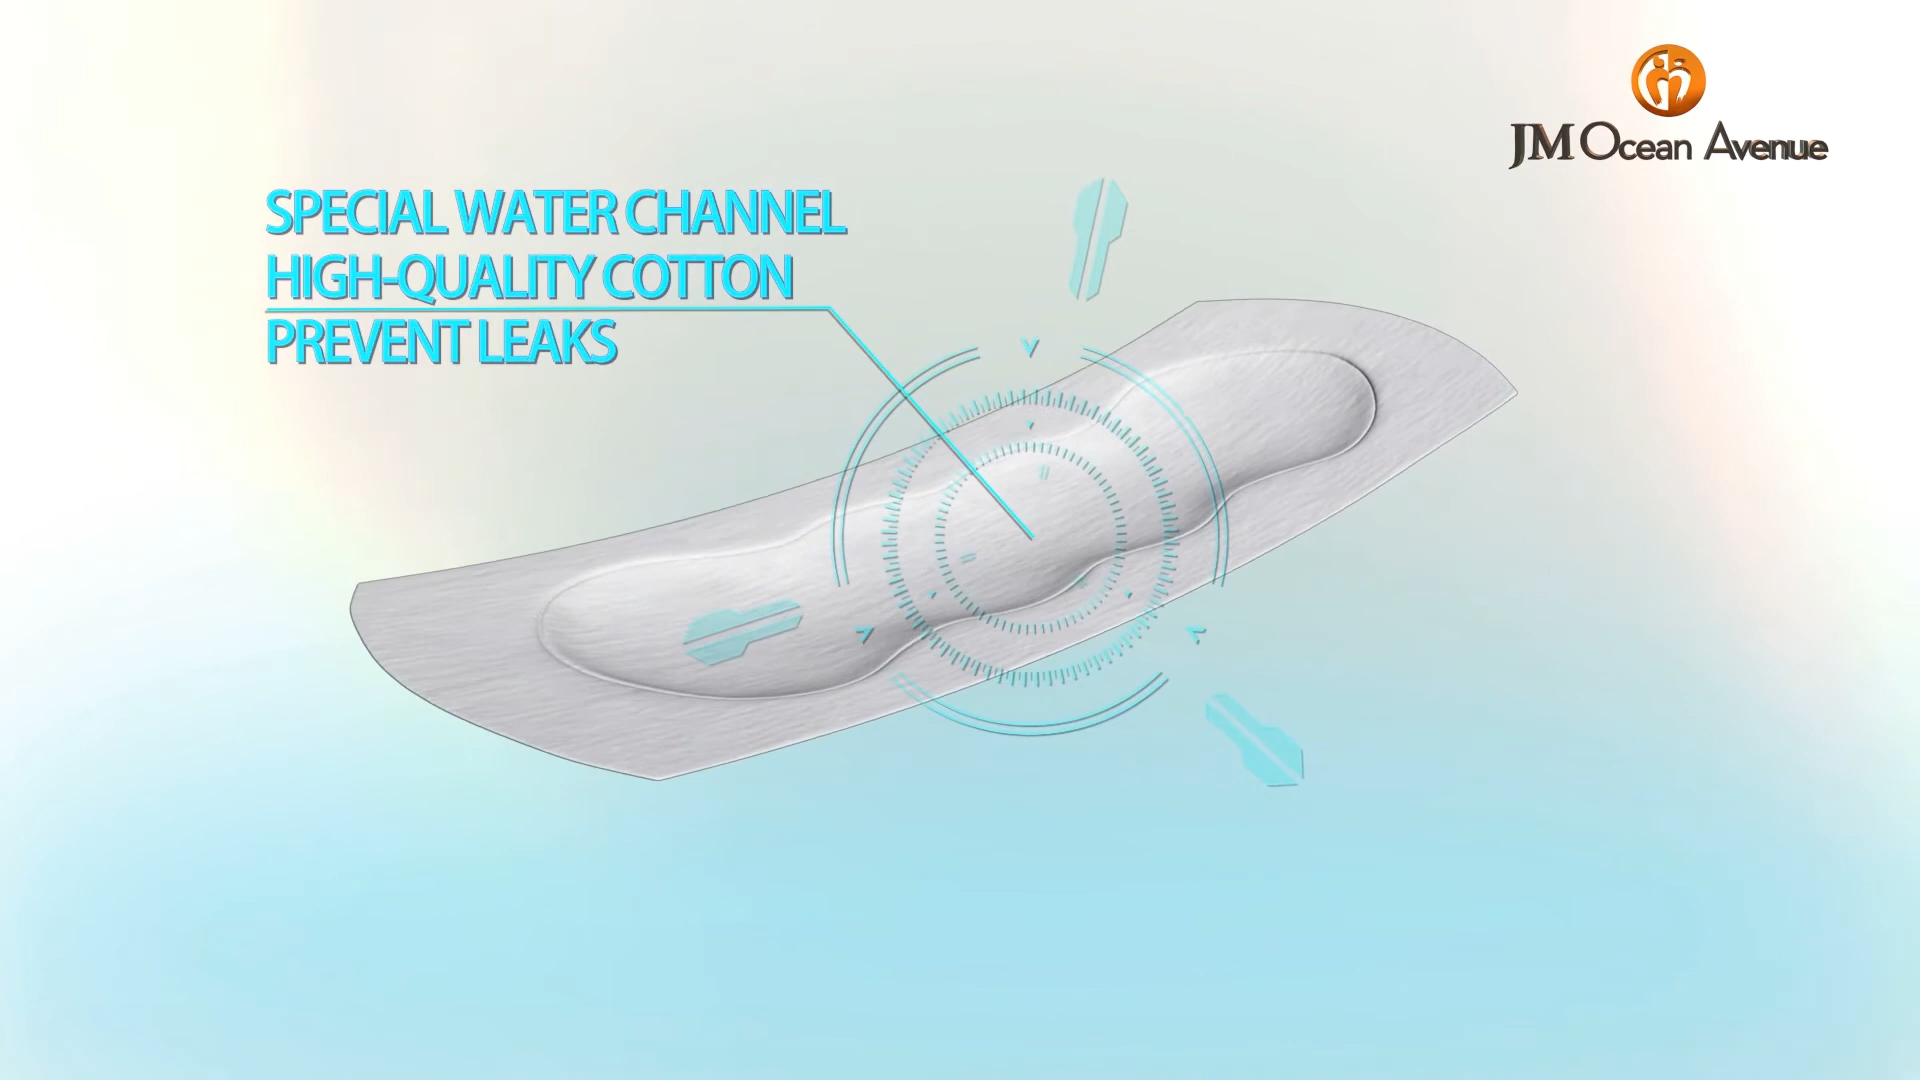 JM Ocean Avenue
SPECIAL WATER CHANNEL
HIGH-QUALITY COTTON
PREVENT LEAKS